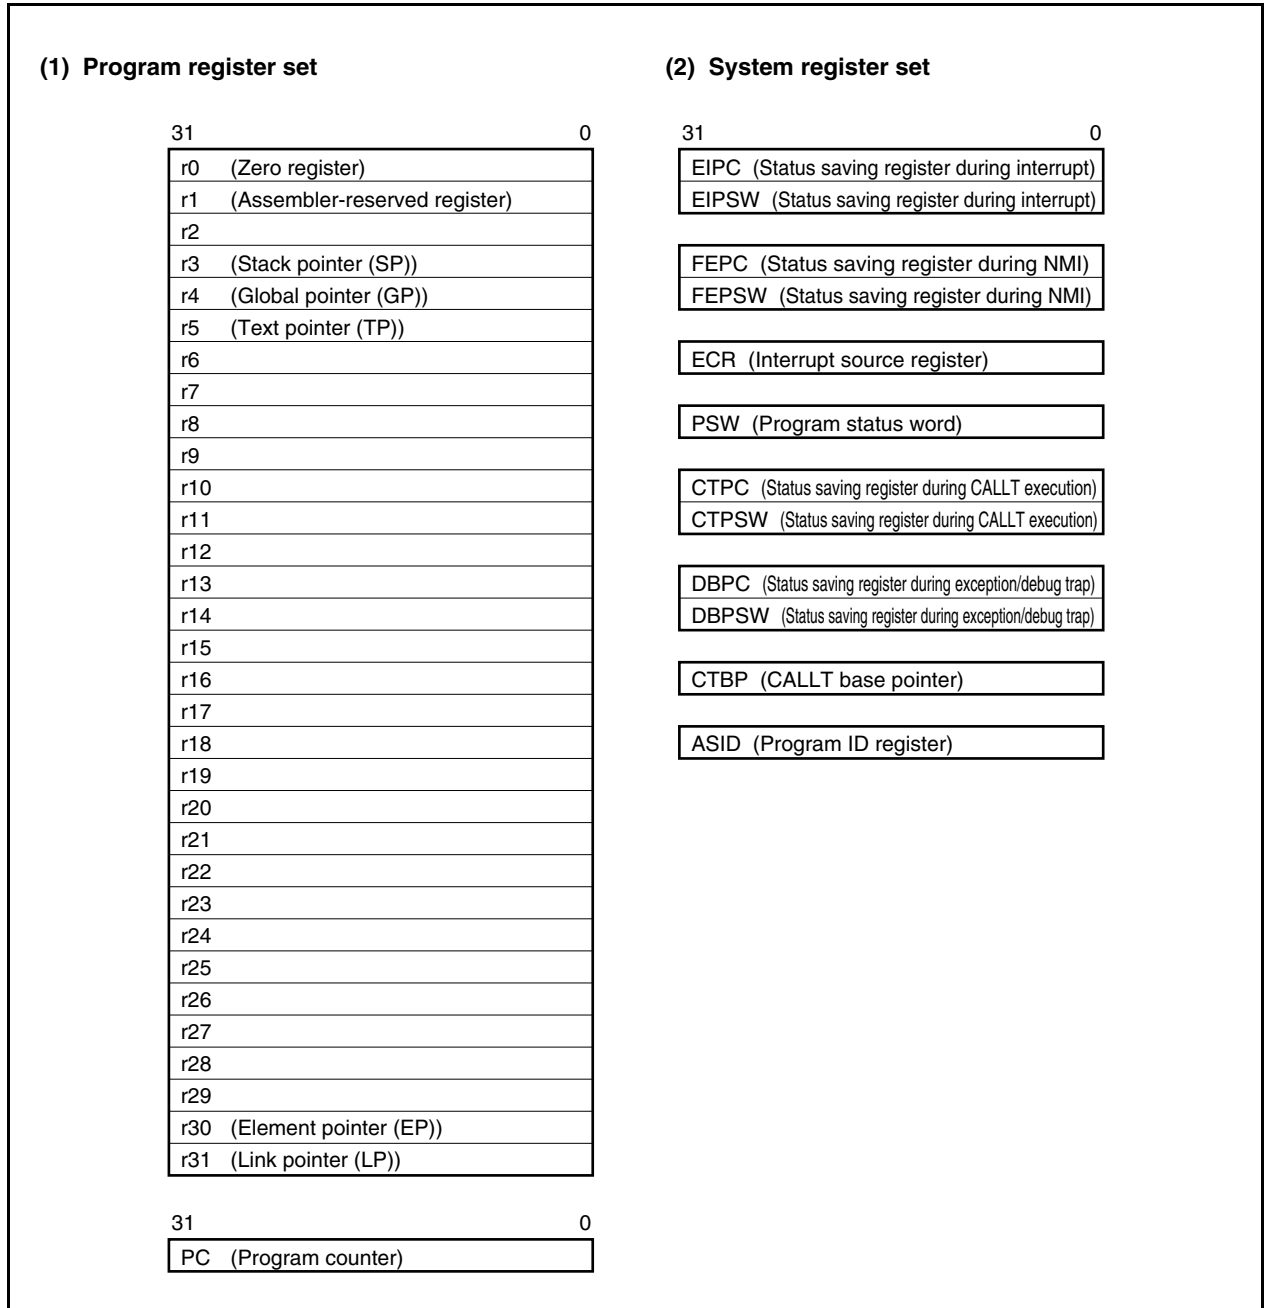 (1) Program register set
31 0
r0 (Zero register)
r1 (Assembler-reserved register)
r2
r3 (Stack pointer (SP))
r4 (Global pointer (GP))
r5 (Text pointer (TP))
r6
r7
r8
r9
r10
r11
r12
r13
r14
r15
r16
r17
r18
r19
r20
r21
r22
r23
r24
r25
r26
r27
r28
r29
r30 (Element pointer (EP))
r31 (Link pointer (LP))
31 0
PC (Program counter)
(2) System register set
31 0
EIPC (Status saving register during interrupt)
EIPSW (Status saving register during interrupt)
FEPC (Status saving register during NMI)
FEPSW (Status saving register during NMI)
ECR (Interrupt source register)
PSW (Program status word)
CTPC (Status saving register during CALLT execution)
CTPSW (Status saving register during CALLT execution)
DBPC (Status saving register during exception/debug trap)
DBPSW (Status saving register during exception/debug trap)
CTBP (CALLT base pointer)
ASID (Program ID register)